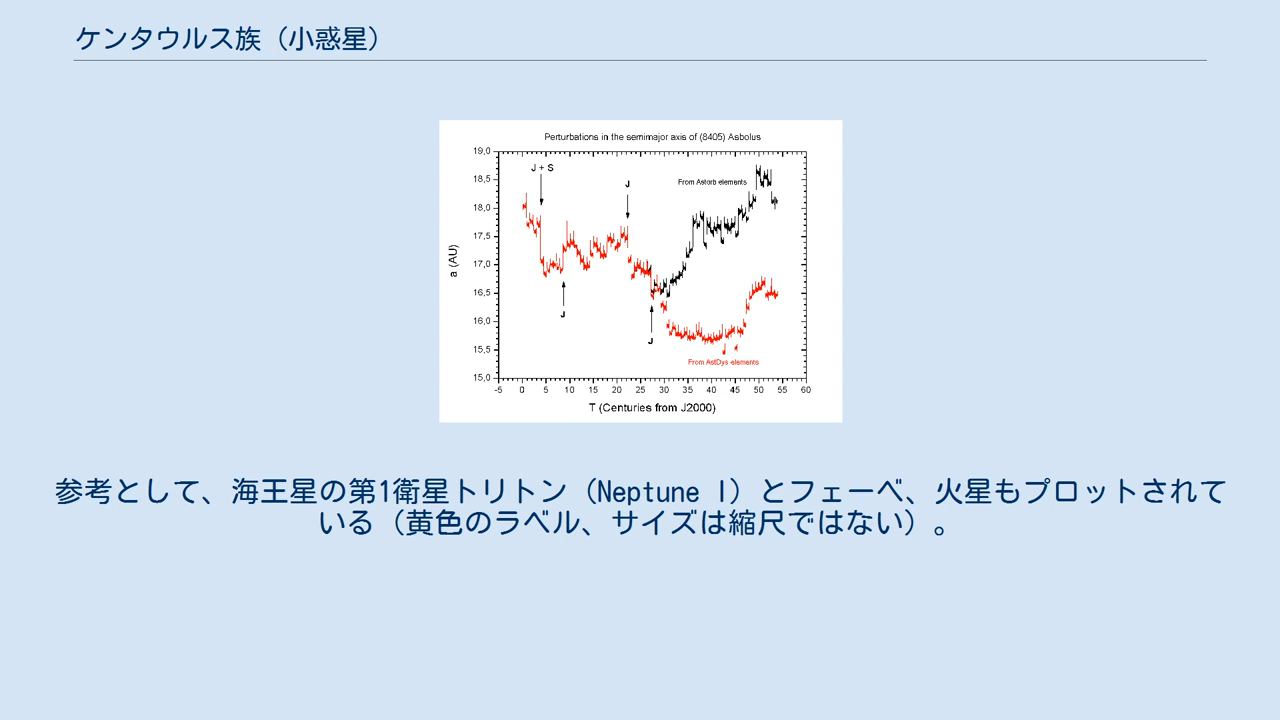 ケンタウルス族（小惑星）
Perturbations in the semimajor axis of (8405) Asbolus
19,0
18,5
18,0
17,5
17,0
16,5
16,0
15,5
15,0
a (AU)
J + S
J
From Astorb elements
J
J
From AstDys elements
-5 0 5 10 15 20 25 30 35 40 45 50 55 60
T (Centuries from J2000)
参考として、海王星の第1衛星トリトン（Neptune I）とフェーベ、火星もプロットされて
いる（黄色のラベル、サイズは縮尺ではない）。